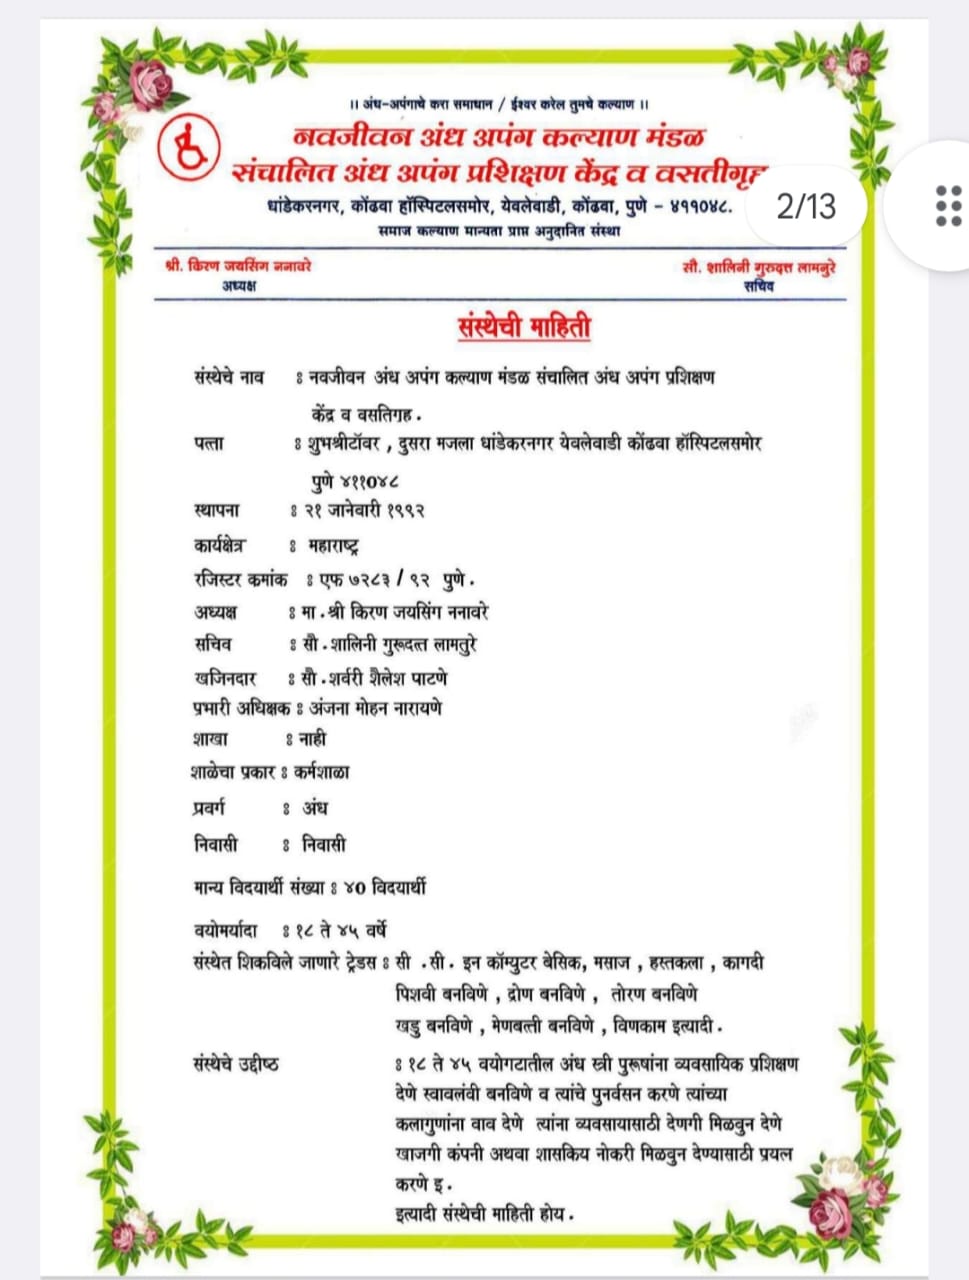 ।। अंध-अपंगाचे करा समाधान / ईश्वर करेल तुमचे कल्याण ।।
नवजीवन अंध अपंग कल्याण मंडळ
संचालित अंध अपंग प्रशिक्षण केंद्र व वसतीगृह
धांडेकरनगर, कोंढवा हॉस्पिटलसमोर, येवलेवाडी, कोंढवा, पुणे - ४११०४८.
2/13
समाज कल्याण मान्यता प्राप्त अनुदानित संस्था
श्री. किरण जयसिंग ननावरे सौ. शालिनी गुरुदत्त लामतुरे
अध्यक्ष सचिव
संस्थेची माहिती
संस्थेचे नाव : नवजीवन अंध अपंग कल्याण मंडळ संचालित अंध अपंग प्रशिक्षण
केंद्र व वसतिगह.
पत्ता : शुभश्रीटॉवर , दुसरा मजला धांडेकरनगर येवलेवाडी कोंढवा हॉस्पिटलसमोर
पुणे ४११०४८
स्थापना : २१ जानेवारी १९९२
कार्यक्षेत्र : महाराष्ट्र
रजिस्टर कमांक : एफ ७२८३ / ९२ पुणे.
अध्यक्ष : मा.श्री किरण जयसिंग ननावरे
सचिव : सौ.शालिनी गुरूदत्त लामतुरे
खजिनदार : सौ.शर्वरी शैलेश पाटणे
प्रभारी अधिक्षक : अंजना मोहन नारायणे
शाखा : नाही
शाळेचा प्रकार : कर्मशाळा
प्रवर्ग : अंध
निवासी : निवासी
मान्य विदयार्थी संख्या : ४० विदयार्थी
वयोमर्यादा : १८ ते ४५ वर्षे
संस्थेत शिकविले जाणारे ट्रेडस : सी .सी. इन कॉम्युटर बेसिक, मसाज , हस्तकला , कागदी
पिशवी बनविणे , द्रोण बनविणे , तोरण बनविणे
खडु बनविणे , मेणबत्ती बनविणे , विणकाम इत्यादी.
संस्थेचे उद्दीष्ठ : १८ ते ४५ वयोगटातील अंध स्त्री पुरूषांना व्यवसायिक प्रशिक्षण
देणे स्वावलंवी बनविणे व त्यांचे पुनर्वसन करणे त्यांच्या
कलागुणांना वाव देणे त्यांना व्यवसायासाठी देणगी मिळवुन देणे
खाजगी कंपनी अथवा शासकिय नोकरी मिळवुन देण्यासाठी प्रयत्न
करणे इ.
इत्यादी संस्थेची माहिती होय.